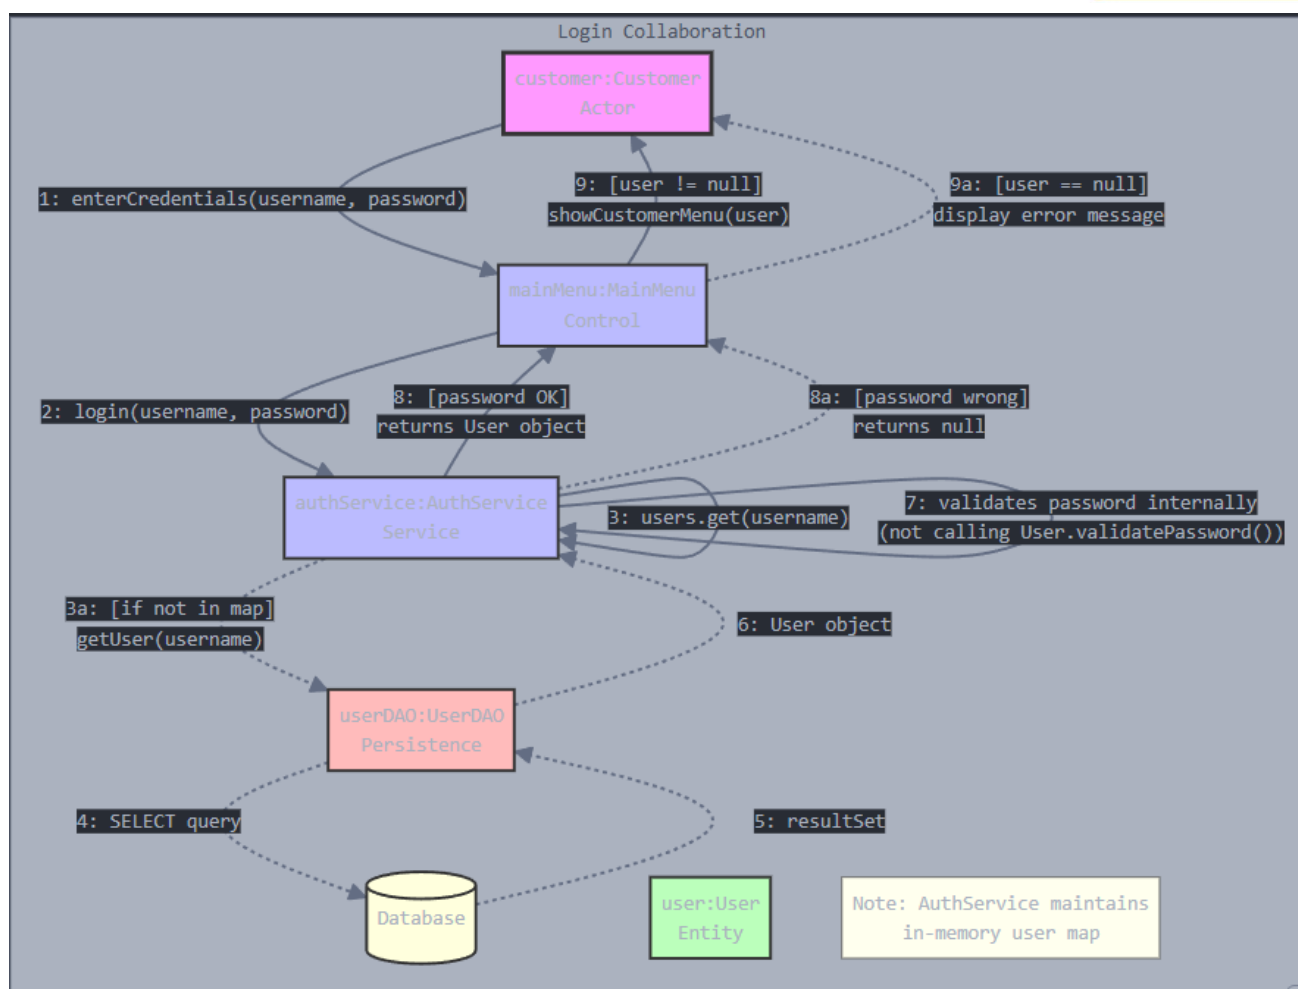 Login Collaboration
customer:Customer
Actor
1: enterCredentials(username, password)
9: [user != null]
showCustomerMenu(user)
9a: [user == null]
display error message
mainMenu:MainMenu
Control
2: login(username, password)
8: [password OK]
returns User object
8a: [password wrong]
returns null
authService:AuthService
Service
3: users.get(username)
7: validates password internally
(not calling User.validatePassword())
3a: [if not in map]
getUser(username)
6: User object
userDAO:UserDAO
Persistence
4: SELECT query
5: resultSet
Database
user:User
Entity
Note: AuthService maintains
in-memory user map